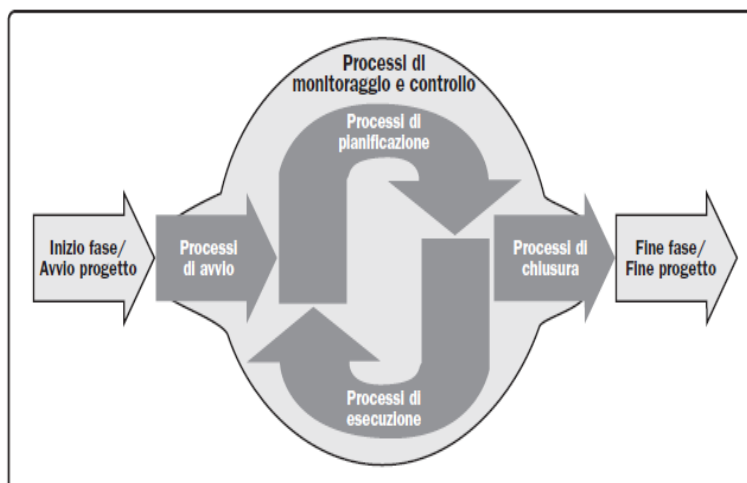 Processi di
monitoraggio e controllo
Processi di
pianificazione
Inizio fase/
Avvio progetto
Processi
di avvio
Processi di
chiusura
Fine fase/
Fine progetto
Processi di
esecuzione